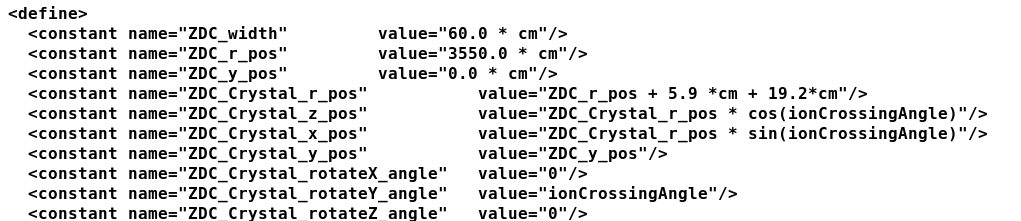 <define>
  <constant name="ZDC_width"         value="60.0 * cm"/>
  <constant name="ZDC_r_pos"         value="3550.0 * cm"/>
  <constant name="ZDC_y_pos"         value="0.0 * cm"/>
  <constant name="ZDC_Crystal_r_pos"           value="ZDC_r_pos + 5.9 *cm + 19.2*cm"/>
  <constant name="ZDC_Crystal_z_pos"           value="ZDC_Crystal_r_pos * cos(ionCrossingAngle)"/>
  <constant name="ZDC_Crystal_x_pos"           value="ZDC_Crystal_r_pos * sin(ionCrossingAngle)"/>
  <constant name="ZDC_Crystal_y_pos"           value="ZDC_y_pos"/>
  <constant name="ZDC_Crystal_rotateX_angle"   value="0"/>
  <constant name="ZDC_Crystal_rotateY_angle"   value="ionCrossingAngle"/>
  <constant name="ZDC_Crystal_rotateZ_angle"   value="0"/>